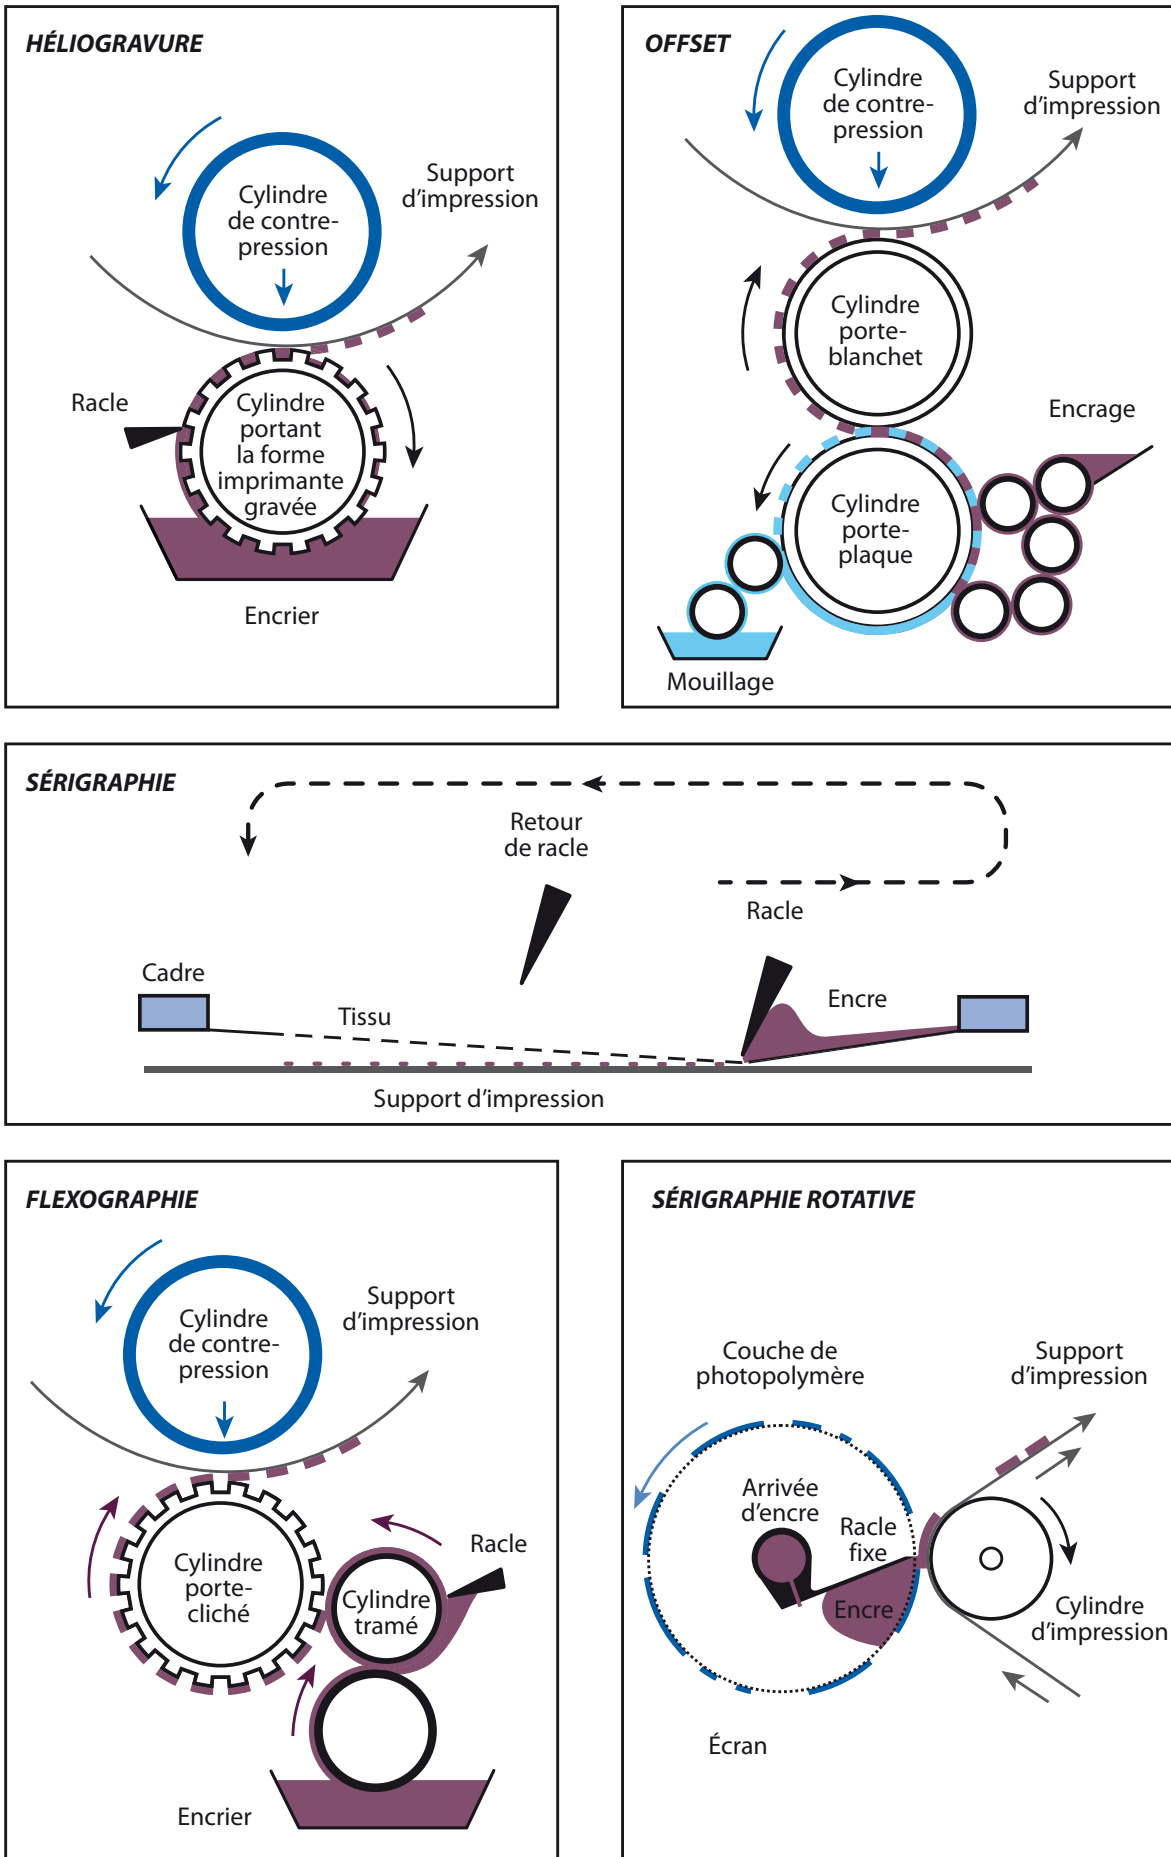 HÉLIOGRAVURE
Cylindre
de contre-
pression
Support
d'impression
Racle
Cylindre
portant
la forme
imprimante
gravée
Encrier
OFFSET
Cylindre
de contre-
pression
Support
d'impression
Cylindre
porte-
blanchet
Encrage
Cylindre
porte-
plaque
Mouillage
SÉRIGRAPHIE
Retour
de racle
Racle
Cadre
Tissu
Encre
Support d'impression
FLEXOGRAPHIE
Cylindre
de contre-
pression
Support
d'impression
Racle
Cylindre
porte-
cliché
Cylindre
tramé
Encrier
SÉRIGRAPHIE ROTATIVE
Couche de
photopolymère
Support
d'impression
Arrivée
d'encre
Racle
fixe
Encre
Cylindre
d'impression
Écran